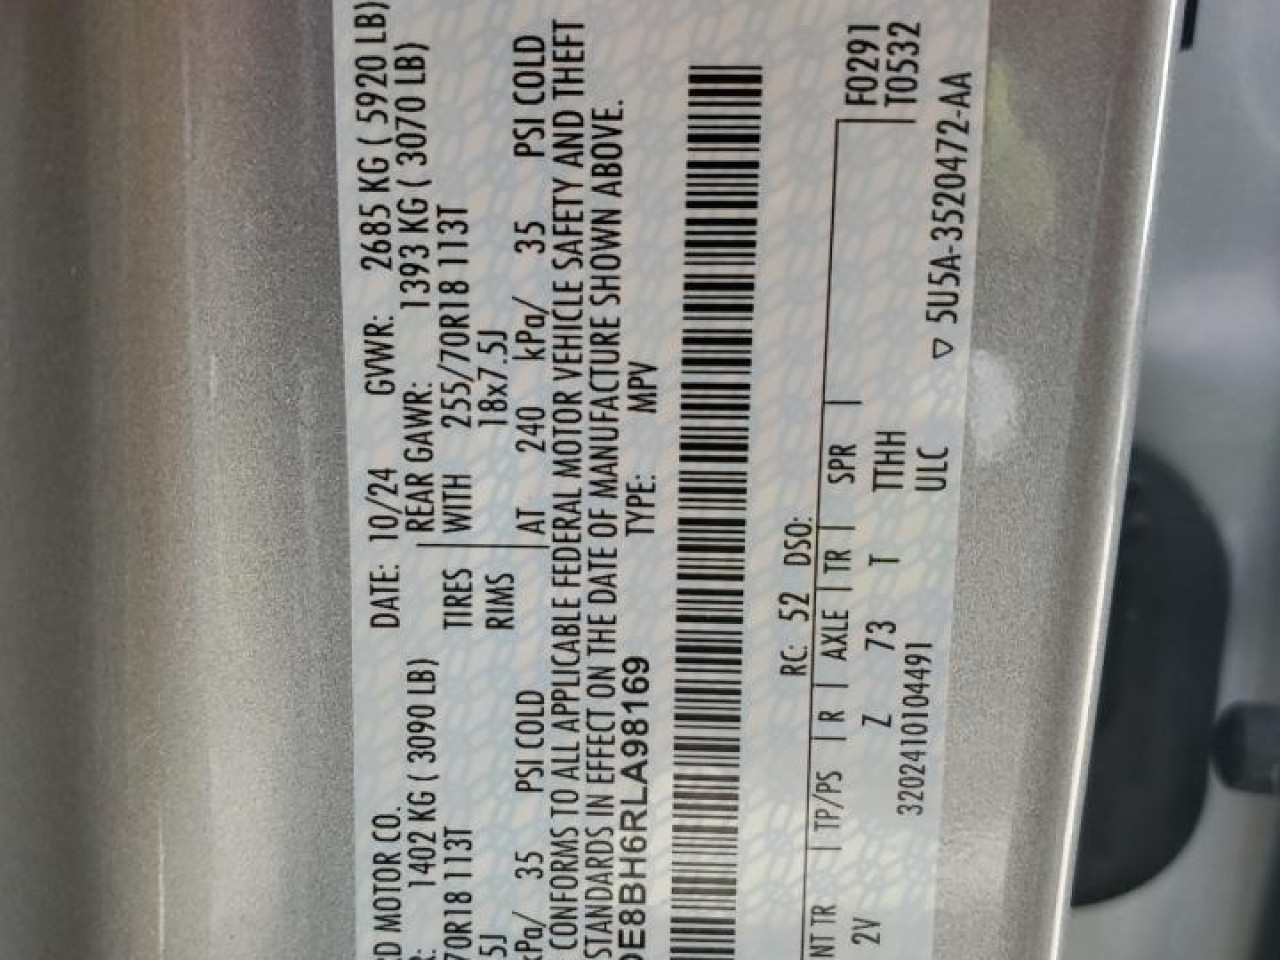 RD MOTOR CO. DATE: 10/24 GVWR: 2685 KG ( 5920 LB)
R: 1402 KG ( 3090 LB) REAR GAWR: 1393 KG ( 3070 LB)
70R18 113T TIRES WITH 255/70R18 113T
5J RIMS 18x7.5J
kPa/ 35 PSI COLD AT 240 kPa/ 35 PSI COLD
CONFORMS TO ALL APPLICABLE FEDERAL MOTOR VEHICLE SAFETY AND THEFT
STANDARDS IN EFFECT ON THE DATE OF MANUFACTURE SHOWN ABOVE.
DE8BH6RLA98169 TYPE: MPV
RC: 52 DSO:
NT TR | TP/PS | R | AXLE | TR | SPR | F0291
2V Z 73 T TTHH T0532
320241010449​1 ULC ▽ 5U5A-3520472-AA